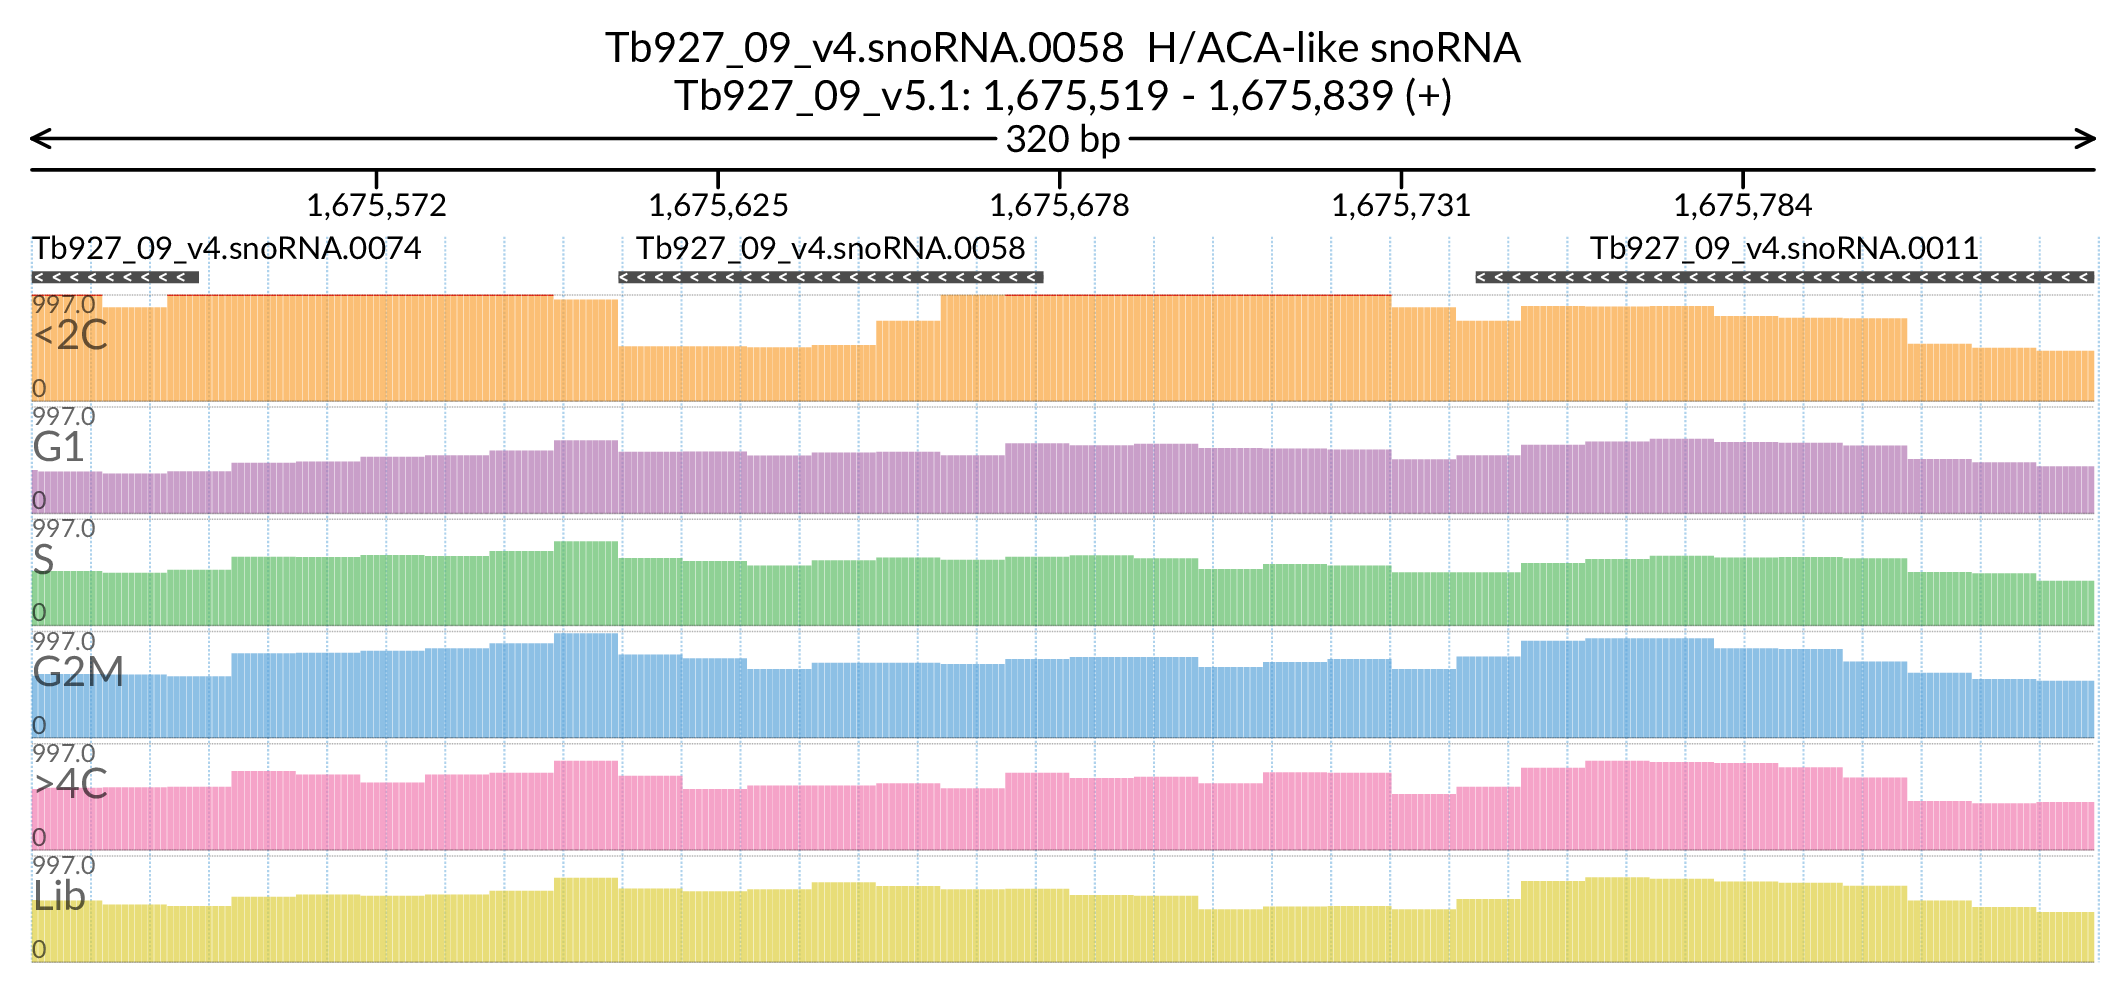 Tb927_09_v4.snoRNA.0058 H/ACA-like snoRNA
Tb927_09_v5.1: 1,675,519 - 1,675,839 (+)
320 bp
1,675,572 1,675,625 1,675,678 1,675,731 1,675,784
Tb927_09_v4.snoRNA.0074 Tb927_09_v4.snoRNA.0058 Tb927_09_v4.snoRNA.0011
997.0
<2C
0
997.0
G1
0
997.0
S
0
997.0
G2M
0
997.0
>4C
0
997.0
Lib
0